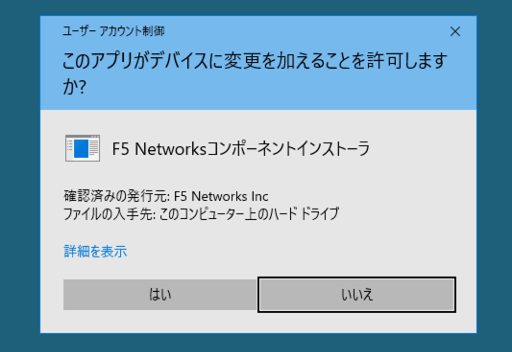 ユーザー アカウント制御
このアプリがデバイスに変更を加えることを許可します
か?
F5 Networksコンポーネントインストーラ
確認済みの発行元: F5 Networks Inc
ファイルの入手先: このコンピューター上のハード ドライブ
詳細を表示
はい
いいえ